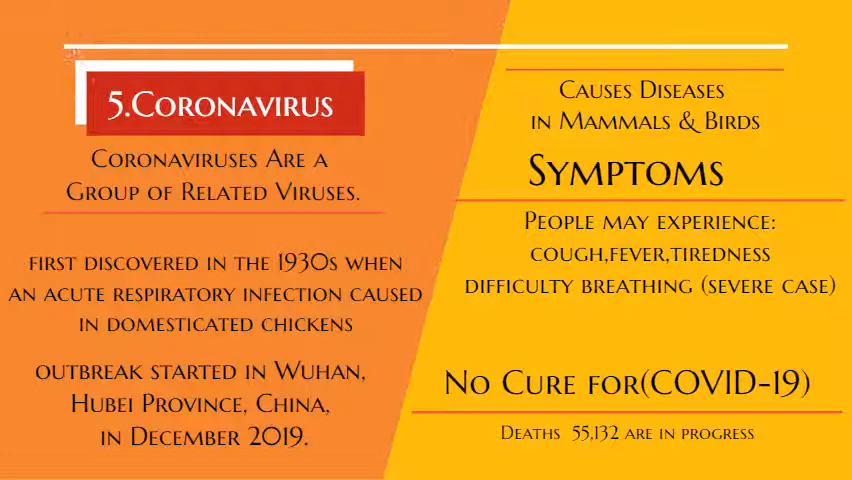 5.Coronavirus
Coronaviruses Are a
Group of Related Viruses.
first discovered in the 1930s when
an acute respiratory infection caused
in domesticated chickens
outbreak started in Wuhan,
Hubei Province, China,
in December 2019.
Causes Diseases
in Mammals & Birds
Symptoms
People may experience:
cough,fever,tiredness
difficulty breathing (severe case)
No Cure for(COVID-19)
Deaths 55,132 are in progress